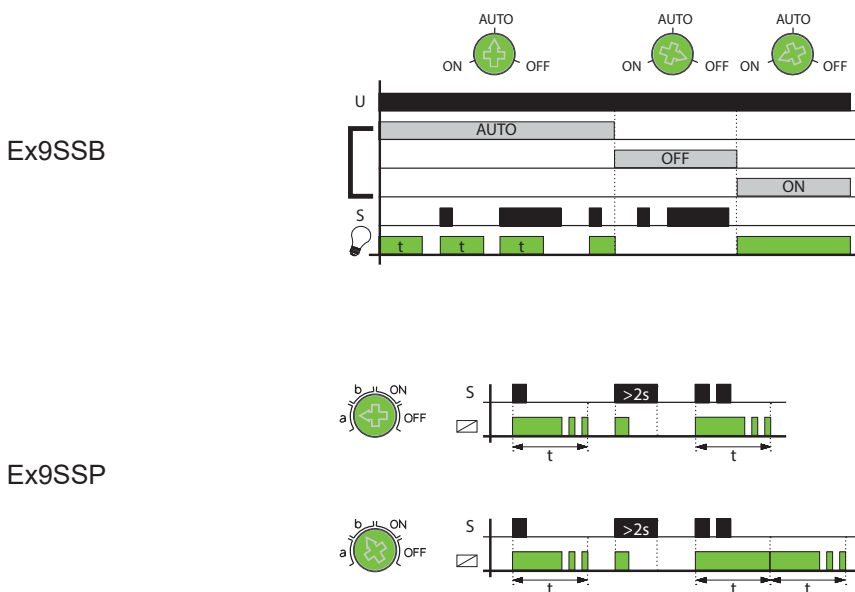 AUTO AUTO AUTO
ON OFF ON OFF ON OFF
U
Ex9SSB
AUTO
OFF
ON
S
t t t
b ON
a OFF
S >2s
t t
Ex9SSP
b ON
a OFF
S >2s
t t t